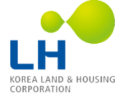 LH
KOREA LAND & HOUSING
CORPORATION